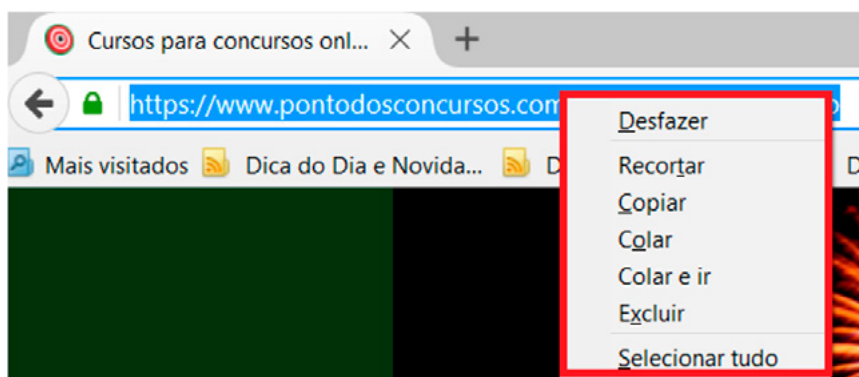 Cursos para concursos onl...
https://www.pontodosconcursos.com
Mais visitados Dica do Dia e Novida... D D
Desfazer
Recortar
Copiar
Colar
Colar e ir
Excluir
Selecionar tudo